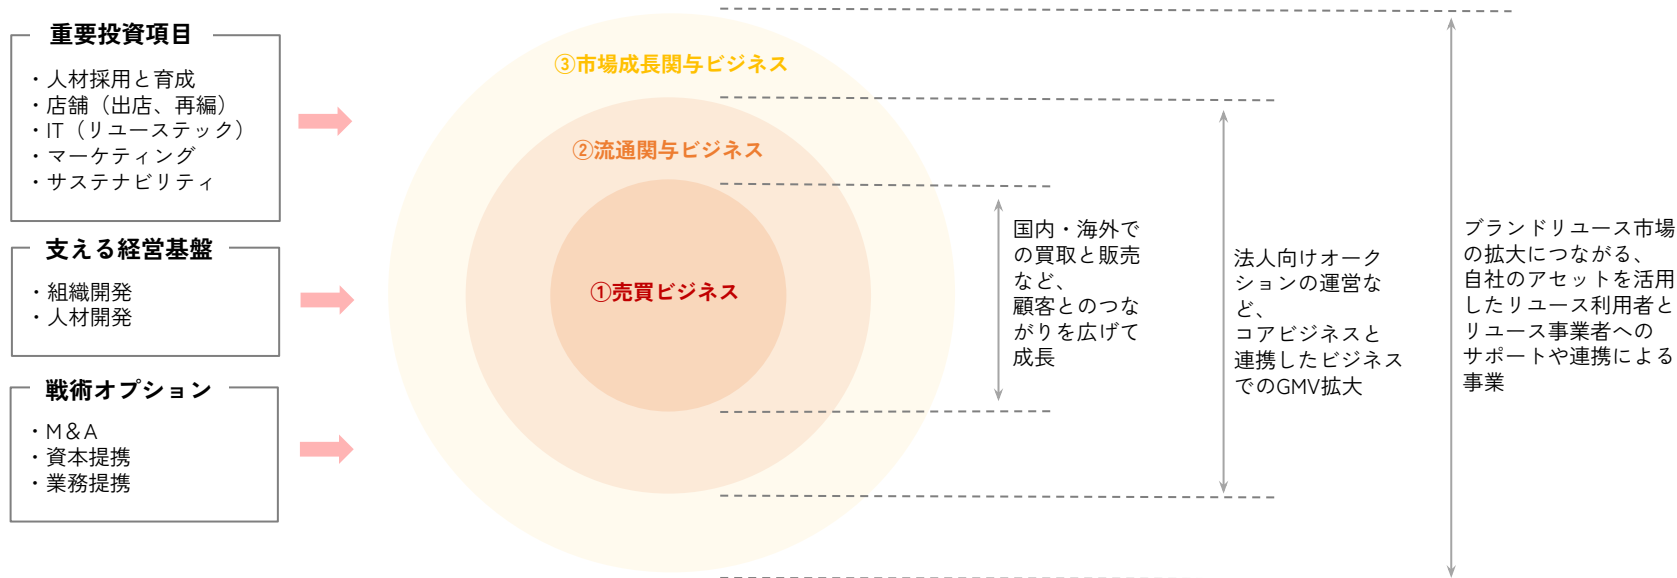 重要投資項目
・人材採用と育成
・店舗（出店、再編）
・IT（リユーステック）
・マーケティング
・サステナビリティ
支える経営基盤
・組織開発
・人材開発
戦術オプション
・M＆A
・資本提携
・業務提携
③市場成長関与ビジネス
②流通関与ビジネス
①売買ビジネス
国内・海外で
の買取と販売
など、
顧客とのつな
がりを広げて
成長
法人向けオーク
ションの運営な
ど、
コアビジネスと
連携したビジネス
でのGMV拡大
ブランドリユース市場
の拡大につながる、
自社のアセットを活用
したリユース利用者と
リユース事業者への
サポートや連携による
事業